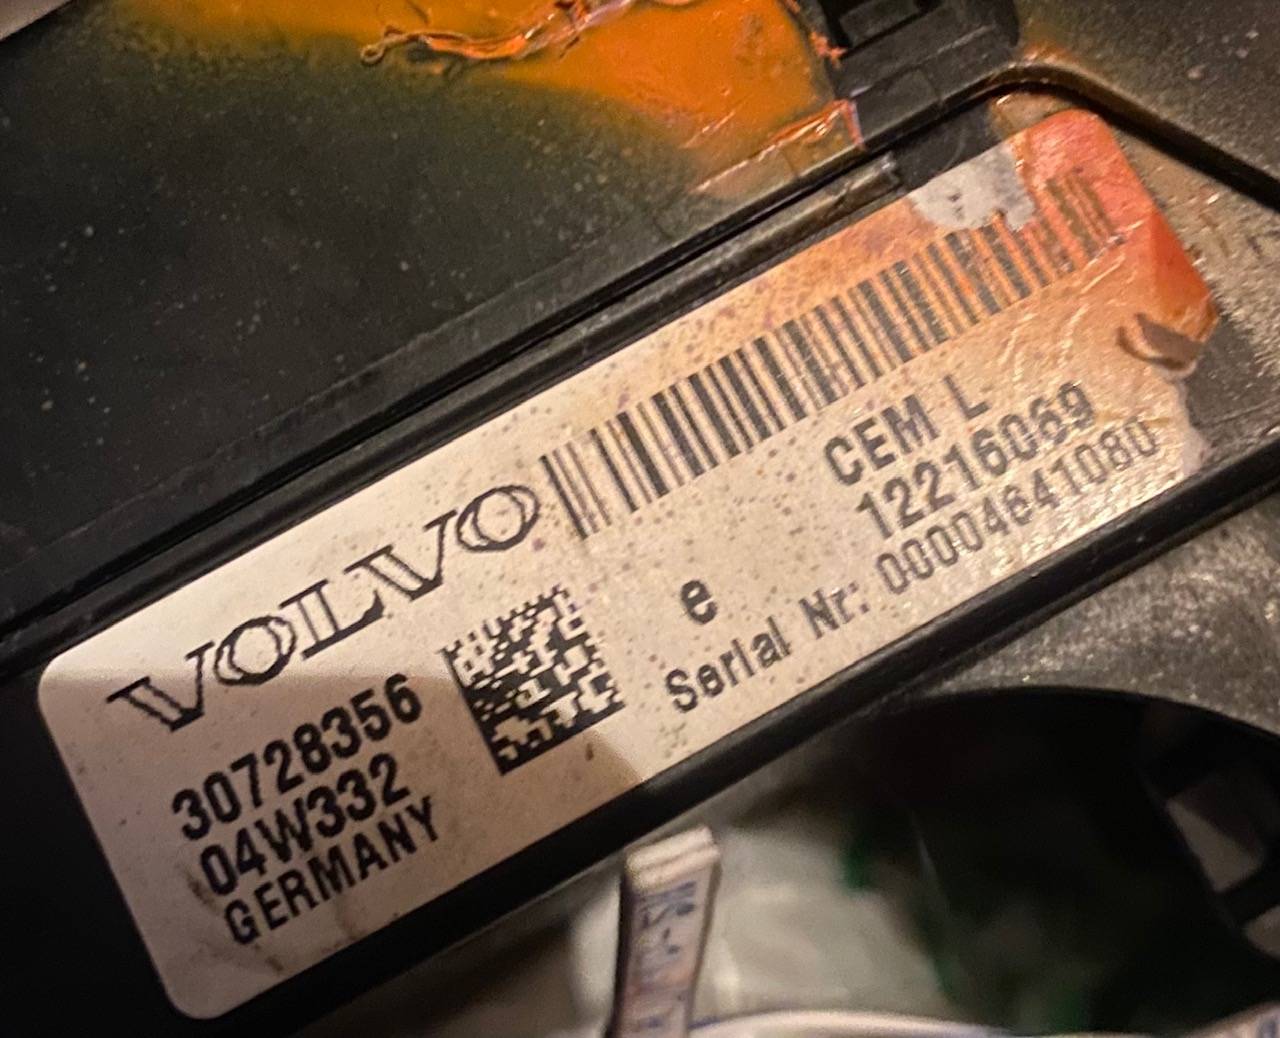 VOLVO
30728356
04W332
GERMANY
CEM L
12216069
e
Serial Nr: 00004641080